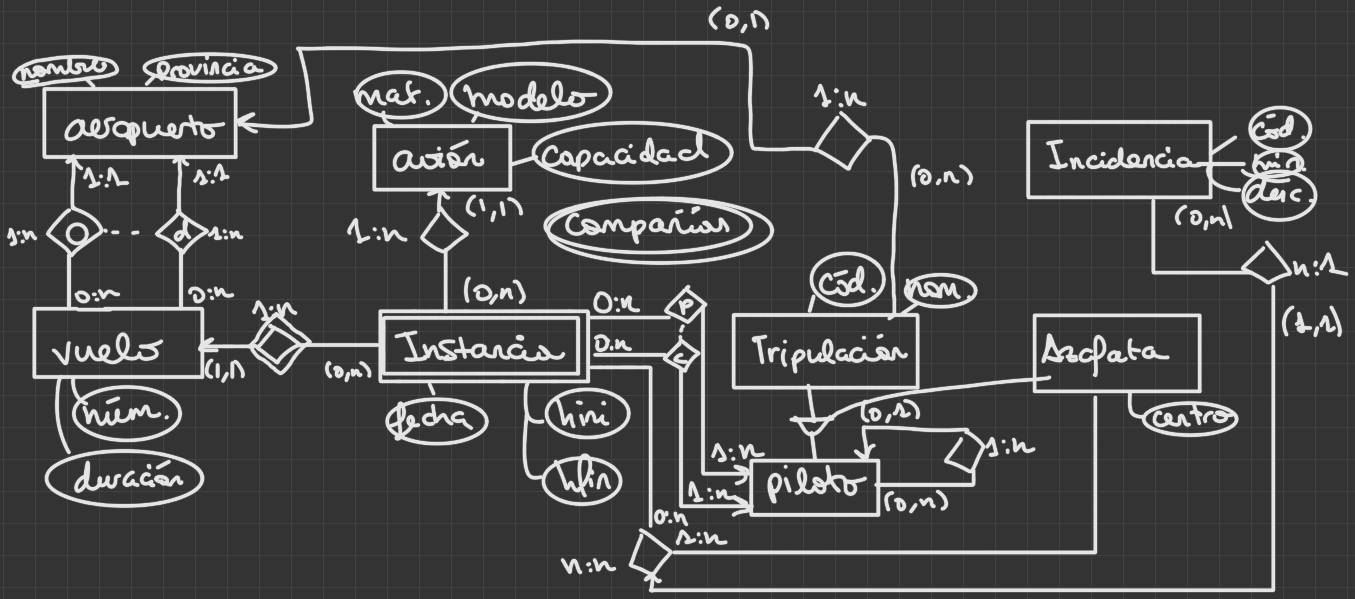 (0,1)
nombre
provincia
aeropuerto
mat.
modelo
avión
capacidad
compañías
1:n
(0,n)
Incidencia
cód.
desc.
(0,n)
n:1
(1,1)
1:1
1:1
1:n
O
d
1:n
0:n
0:n
1:n
(1,1)
(0,n)
vuelo
núm.
duración
1:n
(1,1)
(0,n)
Instancia
fecha
hini
hfin
0:n
P
0:n
C
cód.
nom.
Tripulación
Azafata
centro
(0,1)
1:n
(0,n)
1:n
1:n
piloto
0:n
1:n
n:n